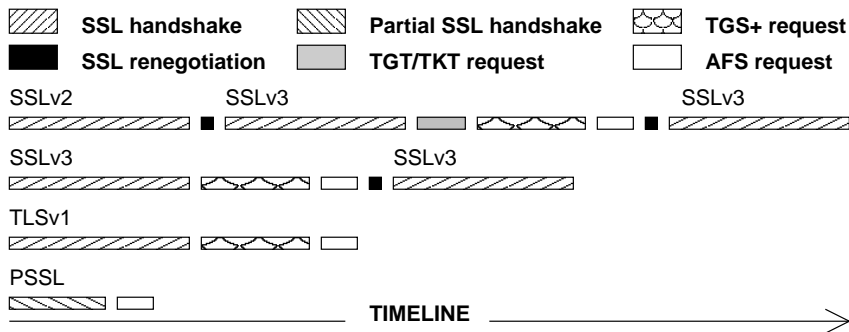 SSL handshake Partial SSL handshake TGS+ request
SSL renegotiation TGT/TKT request AFS request
SSLv2 SSLv3 SSLv3
SSLv3 SSLv3
TLSv1
PSSL
TIMELINE